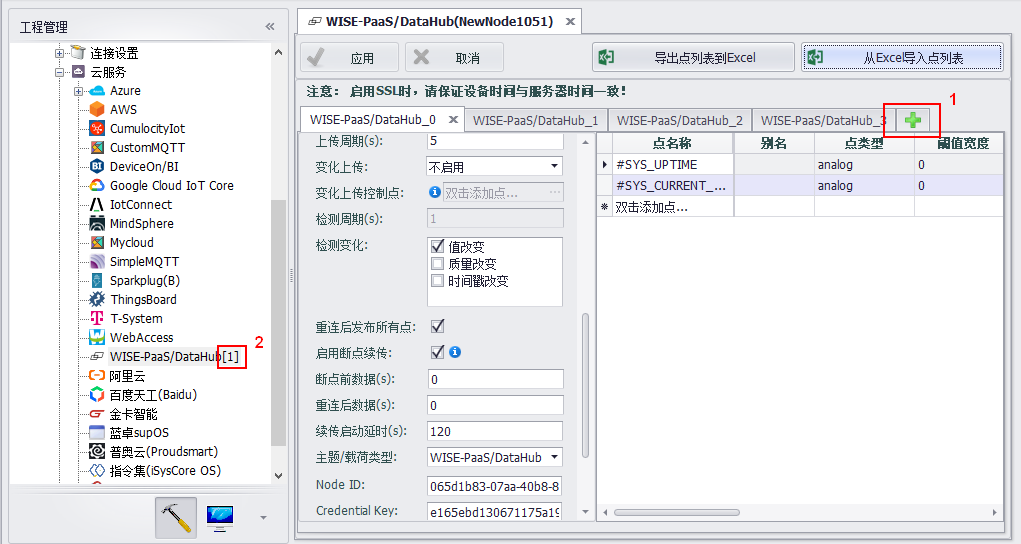 工程管理
连接设置
云服务
Azure
AWS
CumulocityIot
CustomMQTT
DeviceOn/BI
Google Cloud IoT Core
IotConnect
MindSphere
Mycloud
SimpleMQTT
Sparkplug(B)
ThingsBoard
T-System
WebAccess
WISE-PaaS/DataHub[1]
2
阿里云
百度天工(Baidu)
金卡智能
蓝卓supOS
普奥云(Proudsmart)
指令集(iSysCore OS)
WISE-PaaS/DataHub(NewNode1051)
应用
取消
导出点列表到Excel
从Excel导入点列表
注意： 启用SSL时，请保证设备时间与服务器时间一致！
1
WISE-PaaS/DataHub_0
WISE-PaaS/DataHub_1
WISE-PaaS/DataHub_2
WISE-PaaS/DataHub_3
上传周期(s): 5
变化上传: 不启用
变化上传控制点: 双击添加点...
检测周期(s): 1
检测变化: 值改变
质量改变
时间戳改变
重连后发布所有点:
启用断点续传:
断点前数据(s): 0
重连后数据(s): 0
续传启动延时(s): 120
主题/载荷类型: WISE-PaaS/DataHub
Node ID: 065d1b83-07aa-40b8-8
Credential Key: e165ebd130671175a19
点名称 别名 点类型 阈值宽度
#SYS_UPTIME analog 0
#SYS_CURRENT_... analog 0
双击添加点...